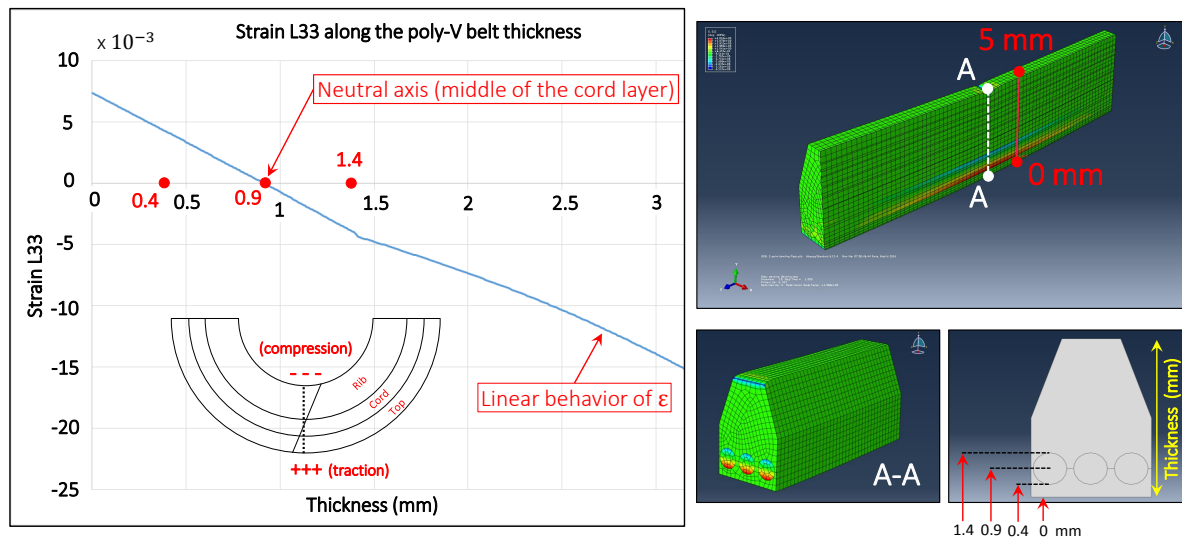 Strain L33 along the poly-V belt thickness
x 10⁻³
10
5
0
-5
-10
-15
-20
-25
Strain L33
Neutral axis (middle of the cord layer)
1.4
0.4
0.9
0
0.5
1
1.5
2
2.5
3
(compression)
- - -
Rib
Cord
Top
+++ (traction)
Linear behavior of ε
Thickness (mm)
5 mm
A
A
0 mm
A-A
Thickness (mm)
1.4 0.9 0.4 0 mm